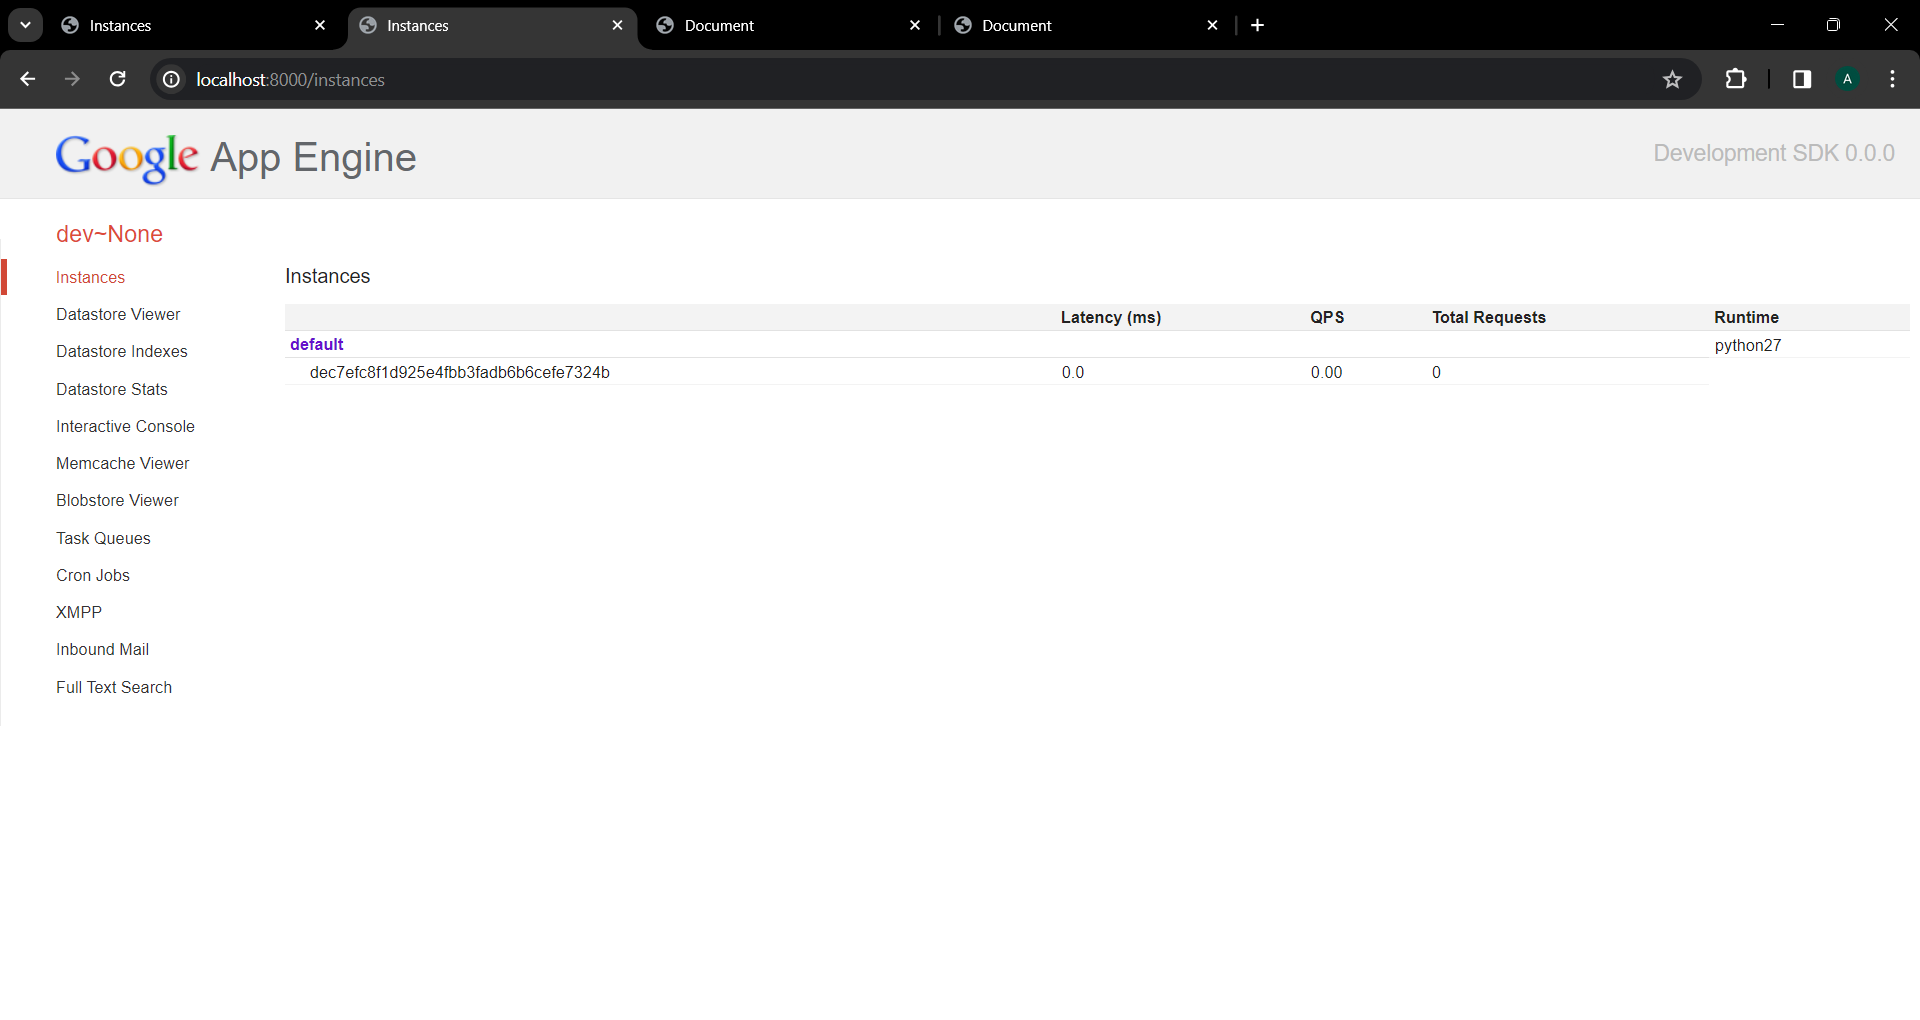 Instances
Instances
Document
Document
localhost:8000/instances
A
Google App Engine
Development SDK 0.0.0
dev~None
Instances
Datastore Viewer
Datastore Indexes
Datastore Stats
Interactive Console
Memcache Viewer
Blobstore Viewer
Task Queues
Cron Jobs
XMPP
Inbound Mail
Full Text Search
Instances
Latency (ms) QPS Total Requests Runtime
default python27
dec7efc8f1d925e4fbb3fadb6b6cefe7324b 0.0 0.00 0